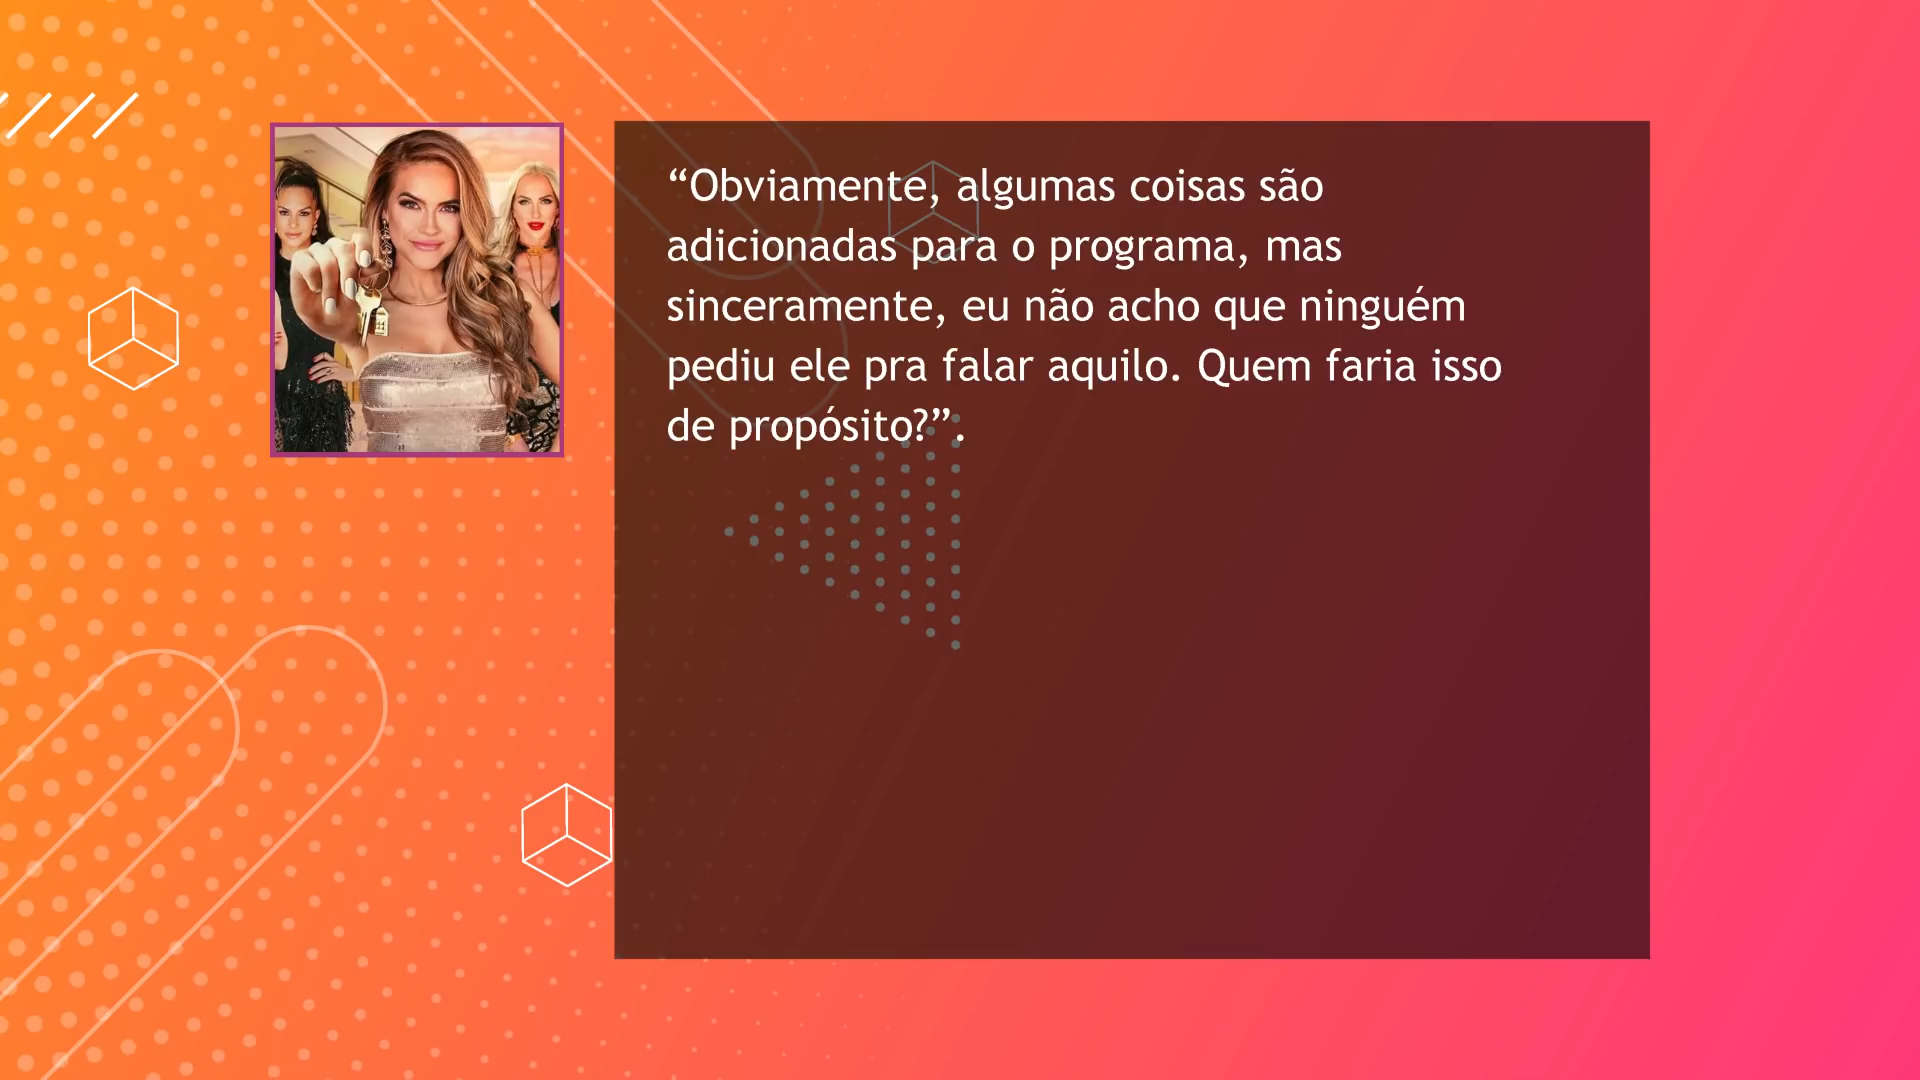 “Obviamente, algumas coisas são
adicionadas para o programa, mas
sinceramente, eu não acho que ninguém
pediu ele pra falar aquilo. Quem faria isso
de propósito?”.